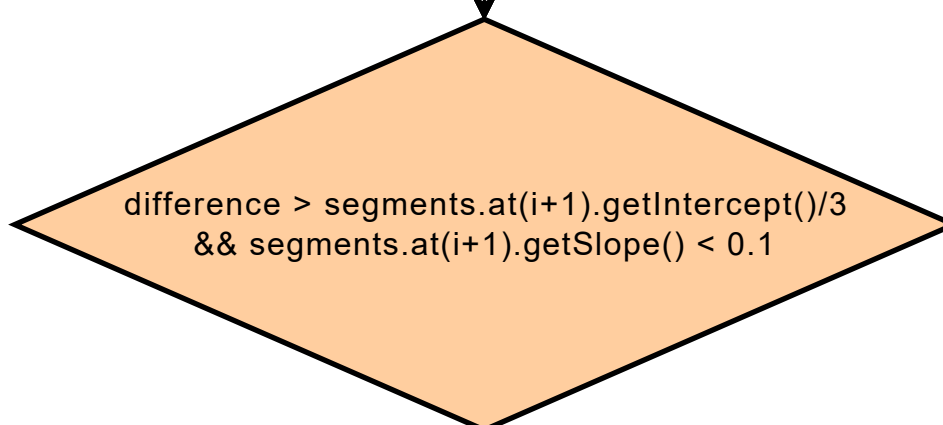 difference > segments.at(i+1).getIntercept()/3
&& segments.at(i+1).getSlope() < 0.1